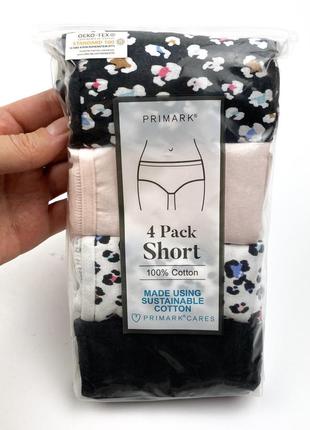 OEKO-TEX®
STANDARD 100
PRIMARK®
4 Pack
Short
100% Cotton
MADE USING
SUSTAINABLE
COTTON
PRIMARK®CARES